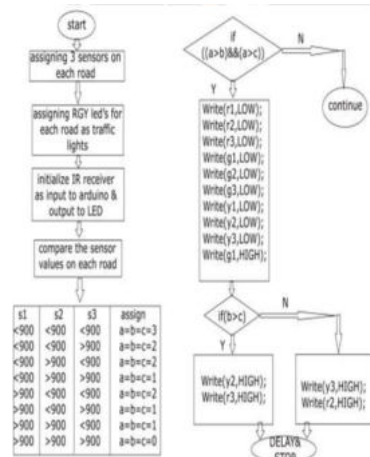 start
assigning 3 sensors on
each road
assigning RGY led's for
each road as traffic
lights
initialize IR receiver
as input to arduino &
output to LED
compare the sensor
values on each road
s1 s2 s3 assign
<900 <900 <900 a=b=c=3
<900 <900 >900 a=b=c=2
<900 >900 <900 a=b=c=2
<900 >900 >900 a=b=c=1
>900 <900 <900 a=b=c=2
>900 <900 >900 a=b=c=1
>900 >900 <900 a=b=c=1
>900 >900 >900 a=b=c=0
if
((a>b)&&(a>c))
N
continue
Y
Write(r1,LOW);
Write(r2,LOW);
Write(r3,LOW);
Write(g1,LOW);
Write(g2,LOW);
Write(g3,LOW);
Write(y1,LOW);
Write(y2,LOW);
Write(y3,LOW);
Write(g1,HIGH);
if(b>c)
N
Y
Write(y2,HIGH);
Write(r3,HIGH);
Write(y3,HIGH);
Write(r2,HIGH);
DELAY&
STOP